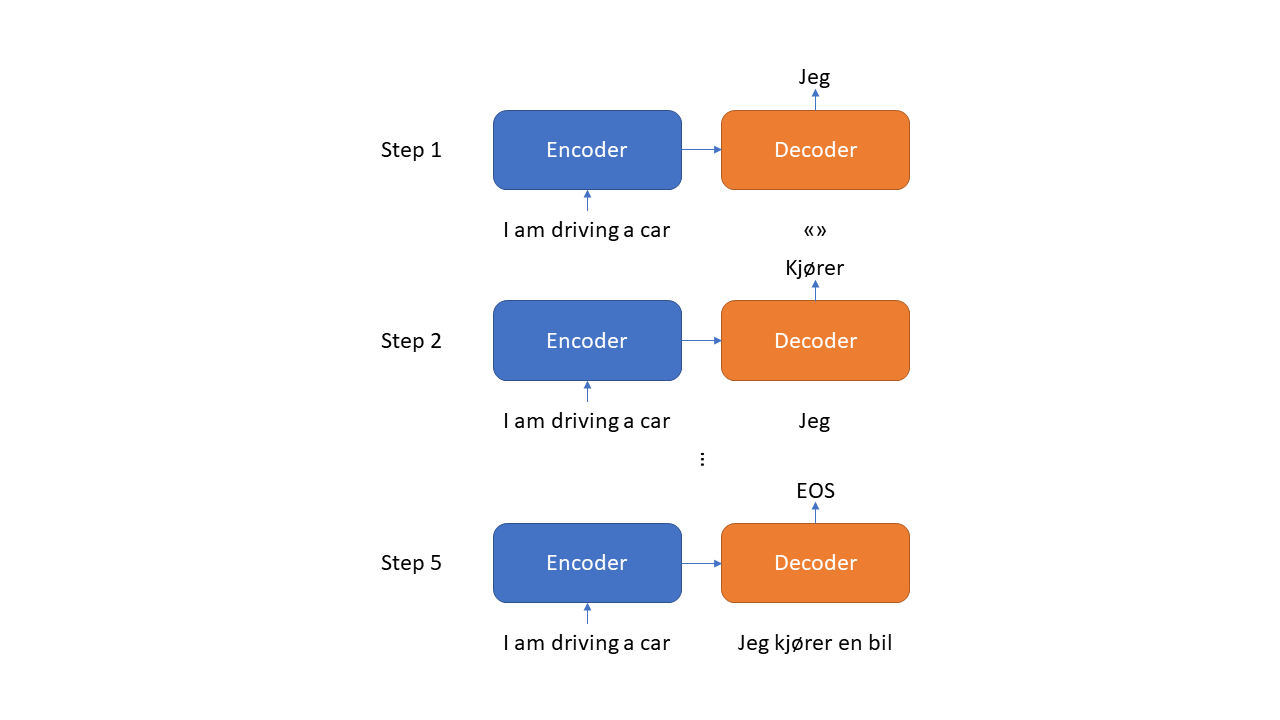 Jeg
Step 1
Encoder
Decoder
I am driving a car
«»
Kjører
Step 2
Encoder
Decoder
I am driving a car
Jeg
...
EOS
Step 5
Encoder
Decoder
I am driving a car
Jeg kjører en bil